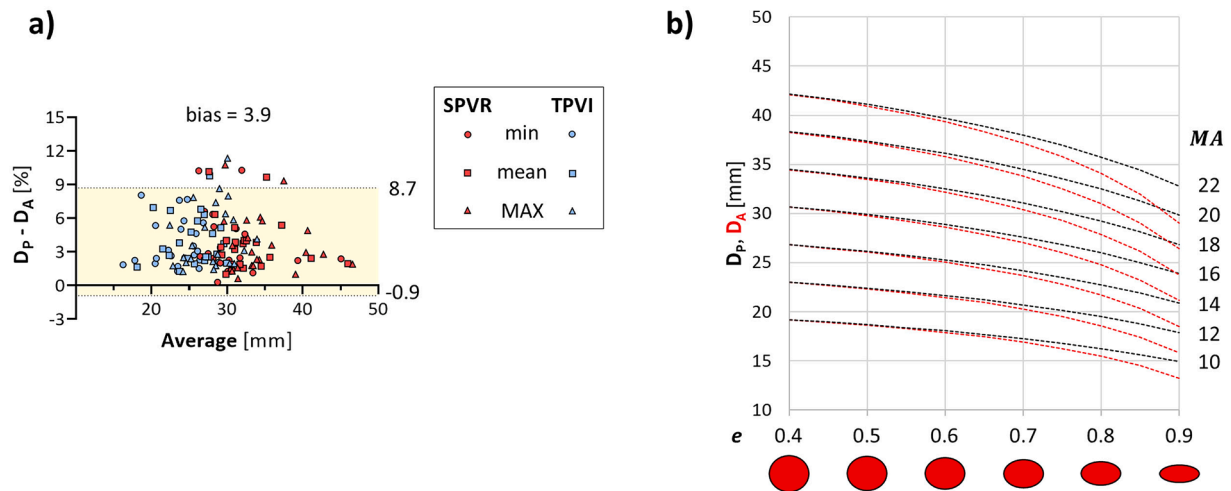 a)
bias = 3.9
15
12
9
6
3
0
-3
8.7
-0.9
20
30
40
50
D_P - D_A [%]
Average [mm]
SPVR TPVI
min
mean
MAX
b)
50
45
40
35
30
25
20
15
10
D_P, D_A [mm]
MA
22
20
18
16
14
12
10
e 0.4 0.5 0.6 0.7 0.8 0.9